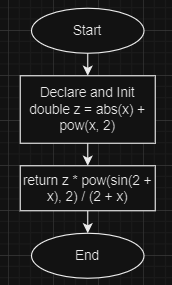 Start
Declare and Init
double z = abs(x) +
pow(x, 2)
return z * pow(sin(2 +
x), 2) / (2 + x)
End